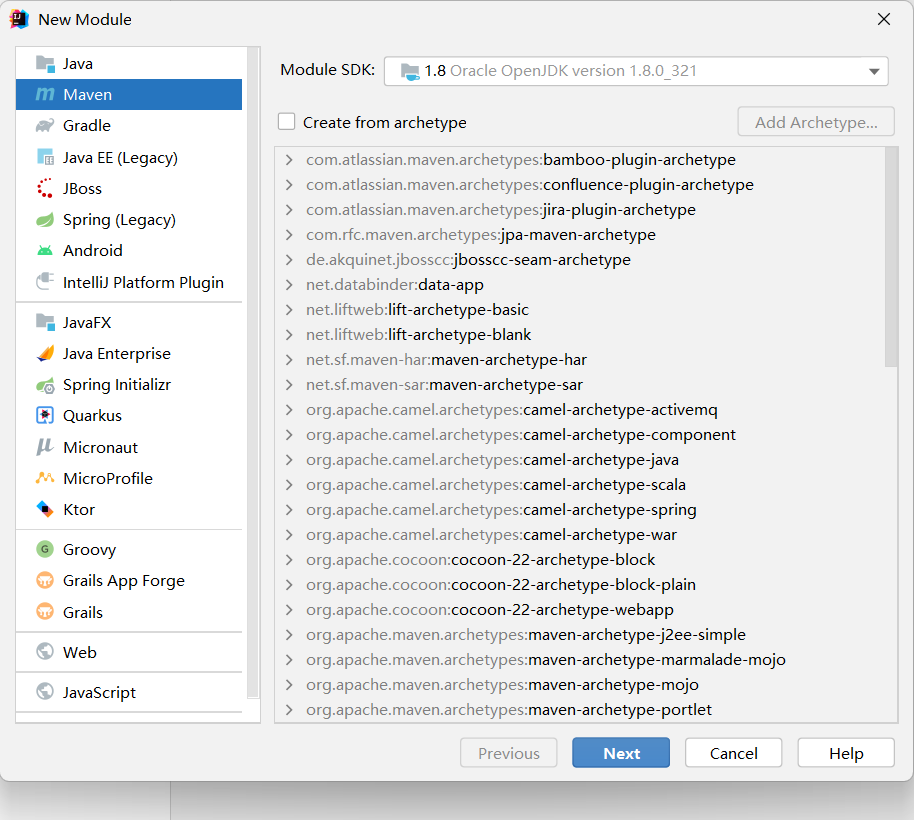 New Module
Java
Maven
Gradle
Java EE (Legacy)
JBoss
Spring (Legacy)
Android
IntelliJ Platform Plugin
JavaFX
Java Enterprise
Spring Initializr
Quarkus
Micronaut
MicroProfile
Ktor
Groovy
Grails App Forge
Grails
Web
JavaScript
Module SDK: 1.8 Oracle OpenJDK version 1.8.0_321
Create from archetype Add Archetype...
com.atlassian.maven.archetypes:bamboo-plugin-archetype
com.atlassian.maven.archetypes:confluence-plugin-archetype
com.atlassian.maven.archetypes:jira-plugin-archetype
com.rfc.maven.archetypes:jpa-maven-archetype
de.akquinet.jbosscc:jbosscc-seam-archetype
net.databinder:data-app
net.liftweb:lift-archetype-basic
net.liftweb:lift-archetype-blank
net.sf.maven-har:maven-archetype-har
net.sf.maven-sar:maven-archetype-sar
org.apache.camel.archetypes:camel-archetype-activemq
org.apache.camel.archetypes:camel-archetype-component
org.apache.camel.archetypes:camel-archetype-java
org.apache.camel.archetypes:camel-archetype-scala
org.apache.camel.archetypes:camel-archetype-spring
org.apache.camel.archetypes:camel-archetype-war
org.apache.cocoon:cocoon-22-archetype-block
org.apache.cocoon:cocoon-22-archetype-block-plain
org.apache.cocoon:cocoon-22-archetype-webapp
org.apache.maven.archetypes:maven-archetype-j2ee-simple
org.apache.maven.archetypes:maven-archetype-marmalade-mojo
org.apache.maven.archetypes:maven-archetype-mojo
org.apache.maven.archetypes:maven-archetype-portlet
Previous Next Cancel Help